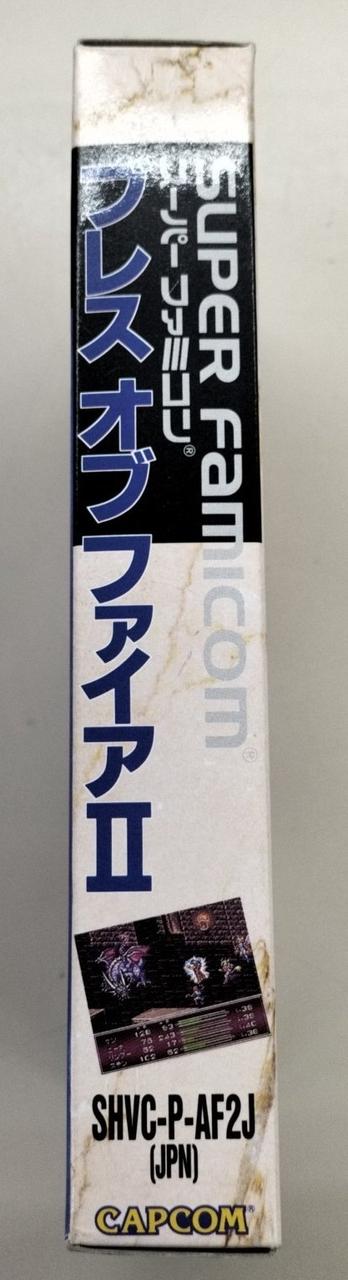 SUPER Famicom®
スーパーファミコン®
ブレス オブ ファイアII
SHVC-P-AF2J
(JPN)
CAPCOM®